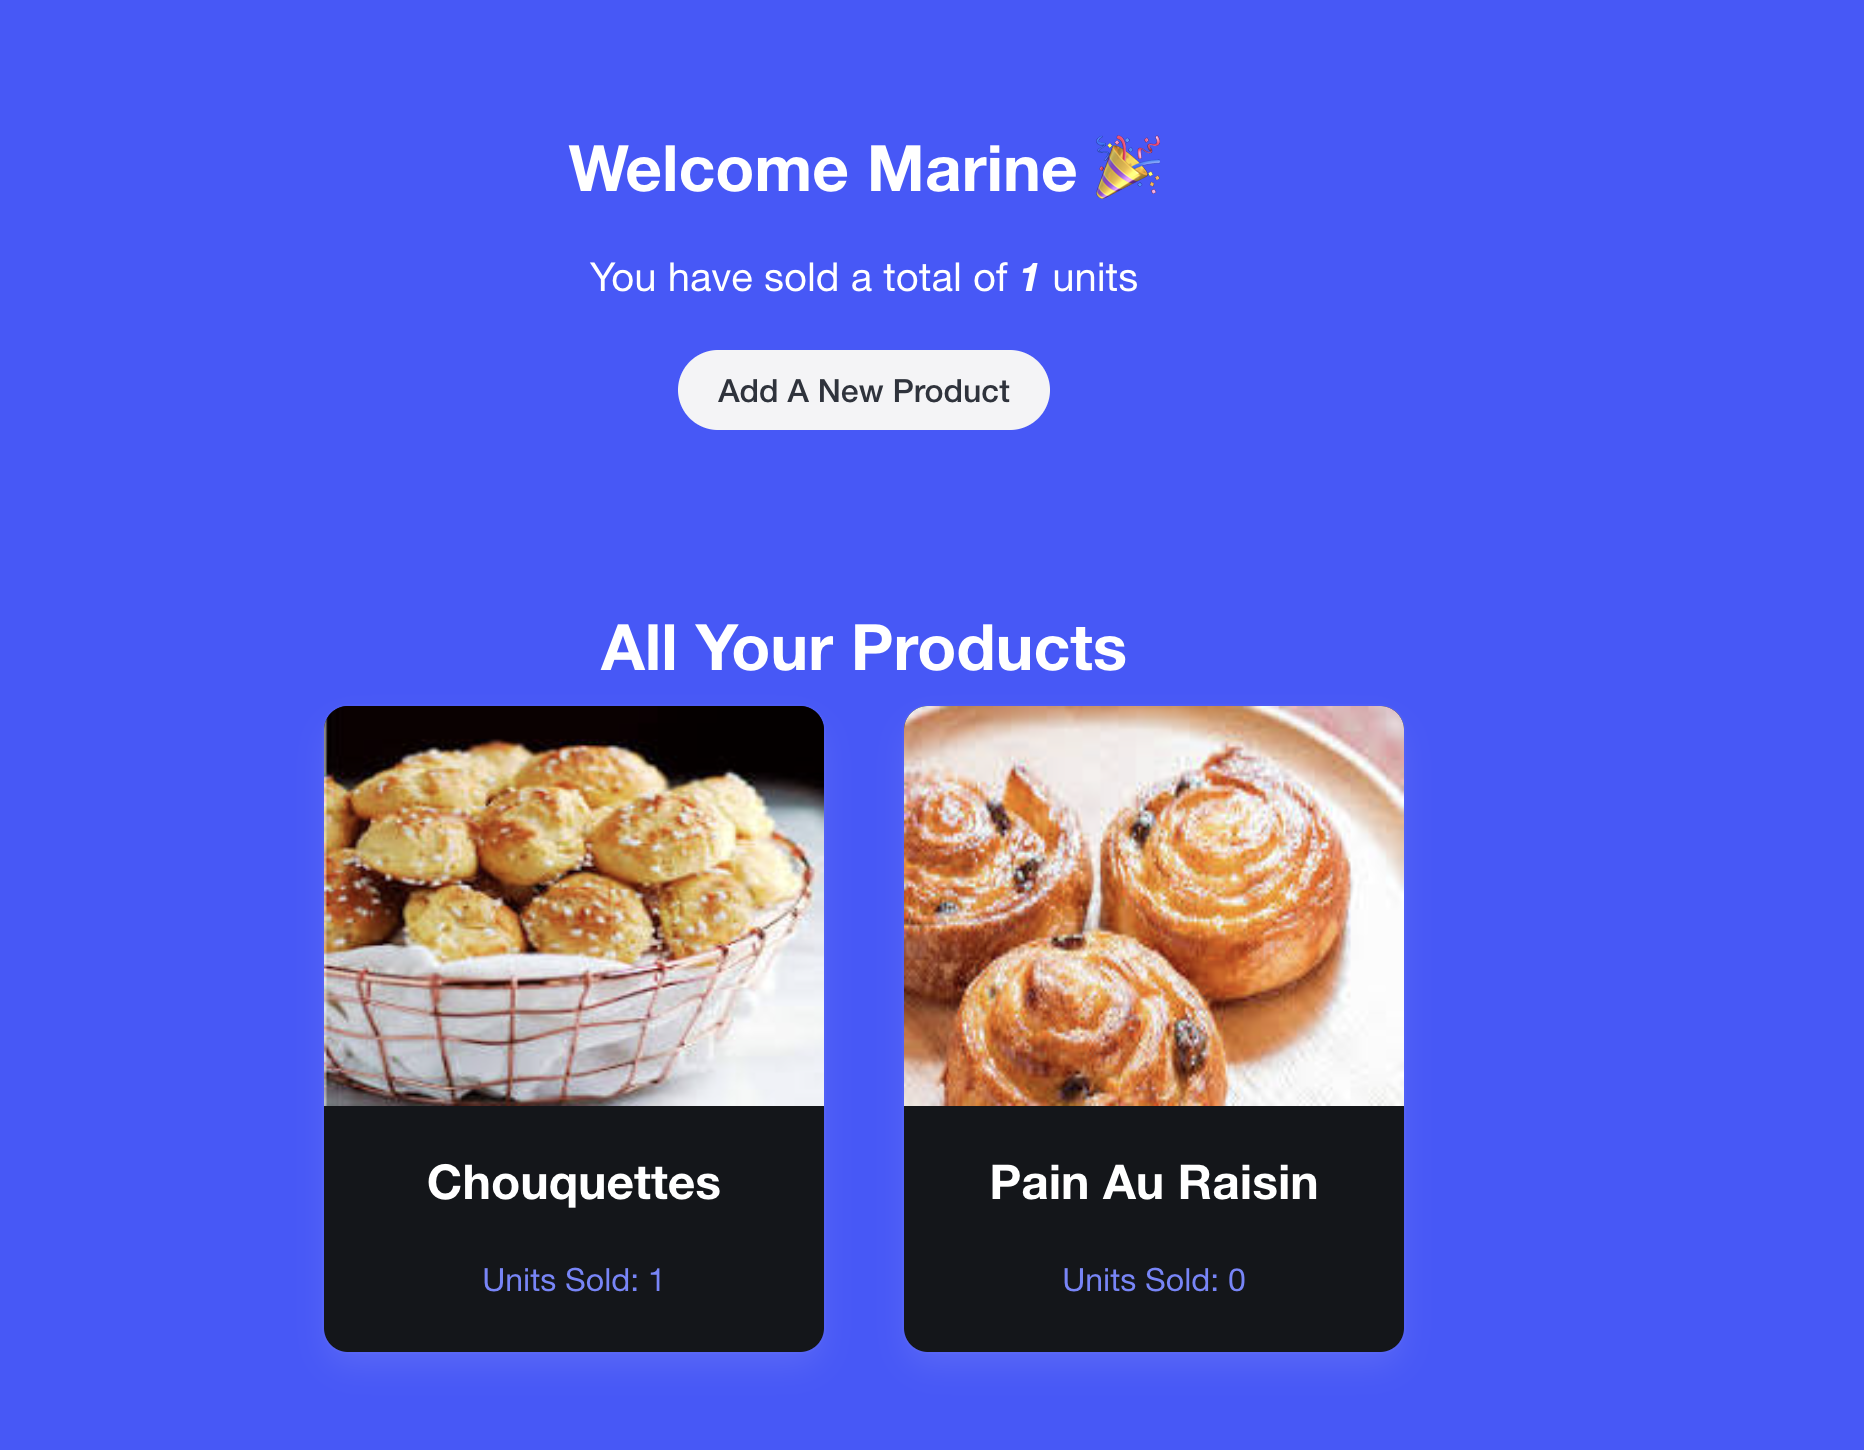 Welcome Marine 🎉
You have sold a total of 1 units
Add A New Product
All Your Products
Chouquettes
Units Sold: 1
Pain Au Raisin
Units Sold: 0